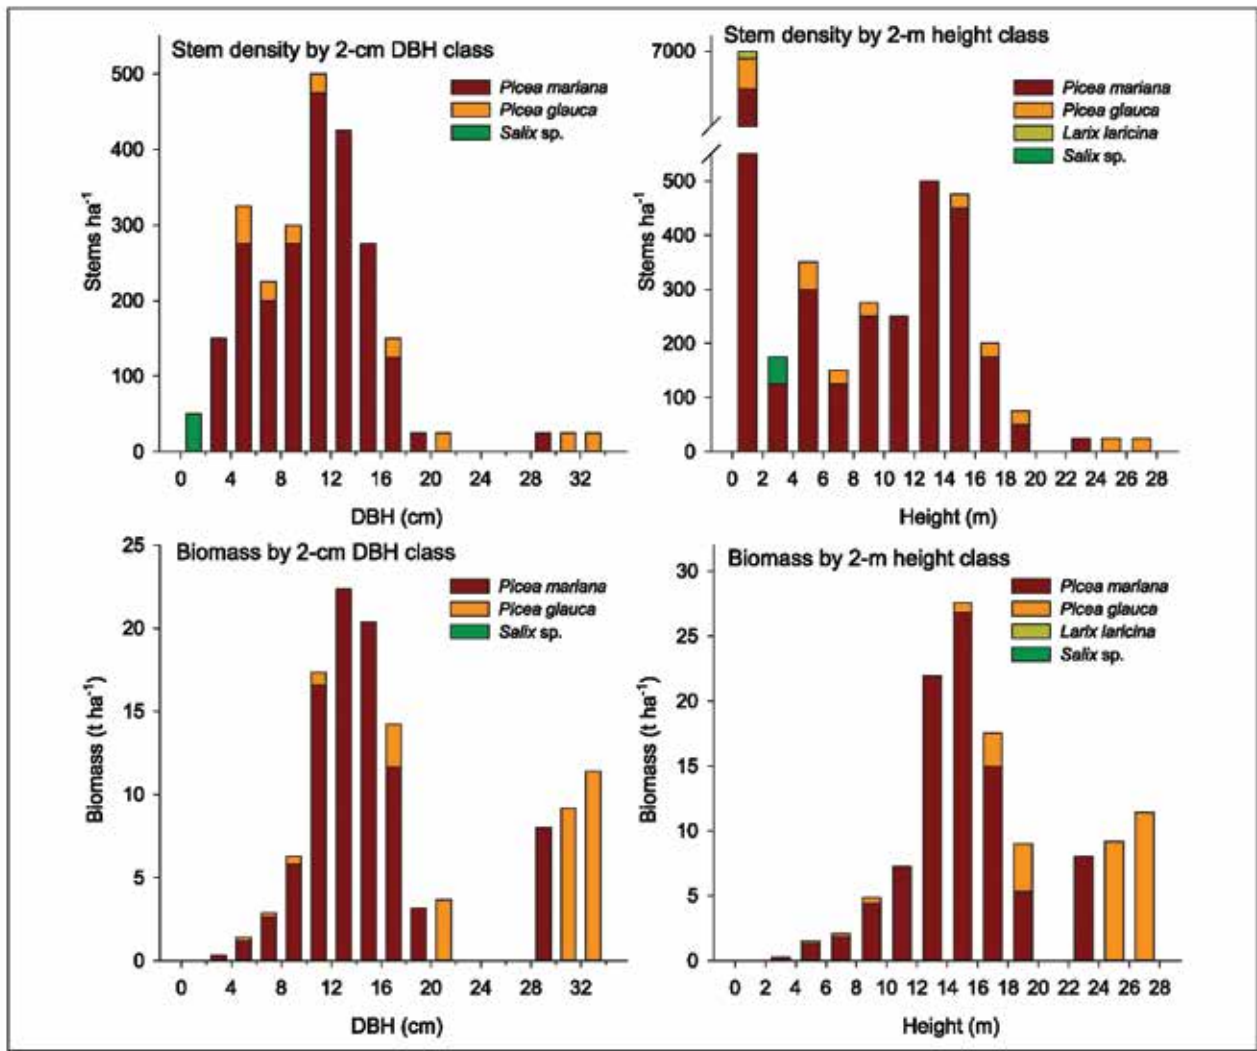 Stem density by 2-cm DBH class
Picea mariana
Picea glauca
Salix sp.
Stems ha-1
500
400
300
200
100
0
0 4 8 12 16 20 24 28 32
DBH (cm)
Stem density by 2-m height class
Picea mariana
Picea glauca
Larix laricina
Salix sp.
Stems ha-1
7000
500
400
300
200
100
0
0 2 4 6 8 10 12 14 16 18 20 22 24 26 28
Height (m)
Biomass by 2-cm DBH class
Picea mariana
Picea glauca
Salix sp.
Biomass (t ha-1)
25
20
15
10
5
0
0 4 8 12 16 20 24 28 32
DBH (cm)
Biomass by 2-m height class
Picea mariana
Picea glauca
Larix laricina
Salix sp.
Biomass (t ha-1)
30
25
20
15
10
5
0
0 2 4 6 8 10 12 14 16 18 20 22 24 26 28
Height (m)